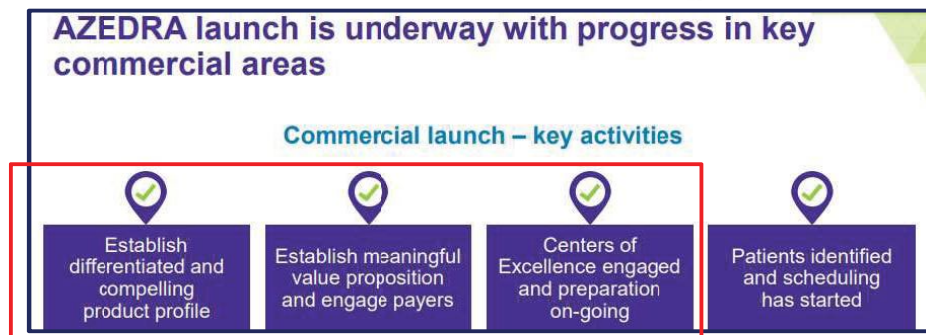 AZEDRA launch is underway with progress in key
commercial areas
Commercial launch – key activities
Establish
differentiated and
compelling
product profile
Establish meaningful
value proposition
and engage payers
Centers of
Excellence engaged
and preparation
on-going
Patients identified
and scheduling
has started